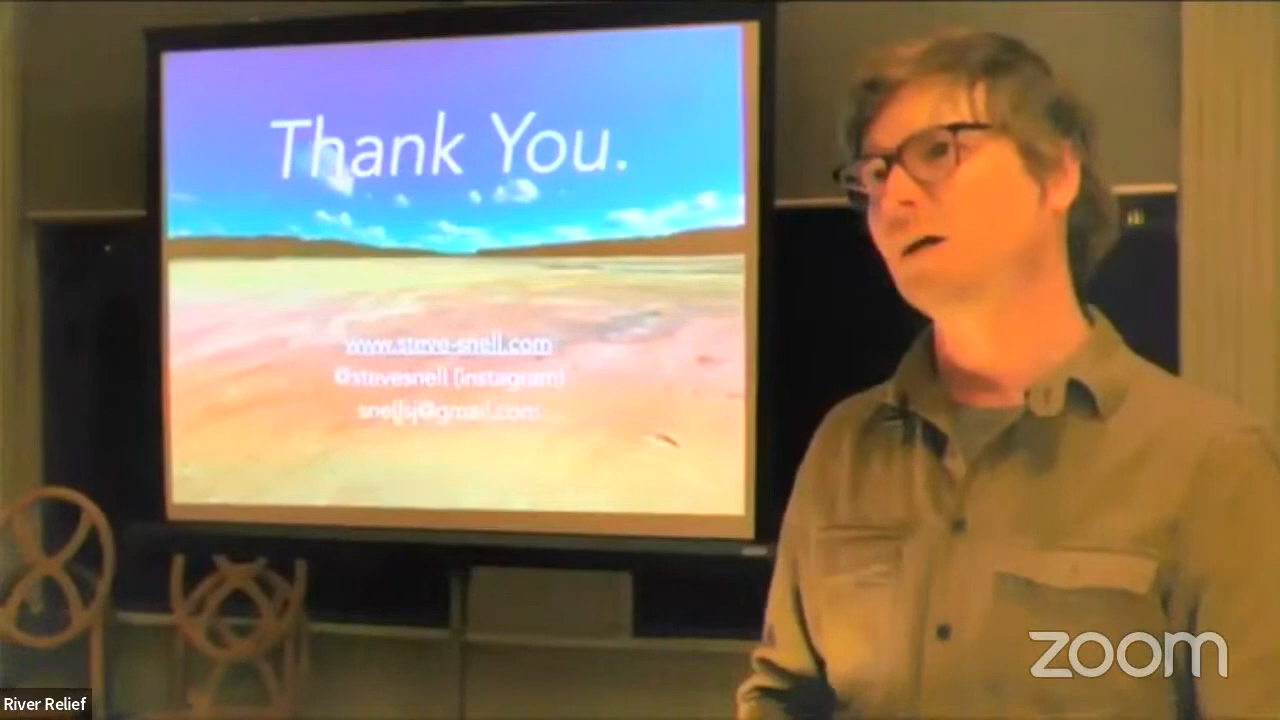 Thank You.
www.steve-snell.com
@stevesnell (instagram)
snellsj@gmail.com
zoom
River Relief